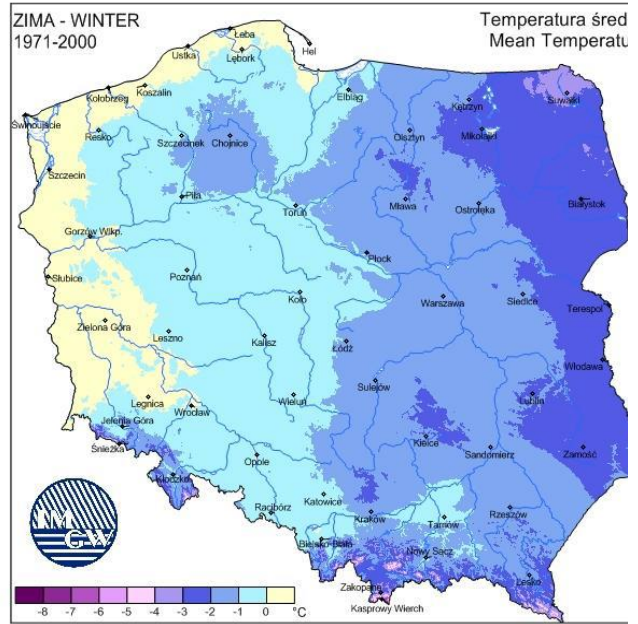 ZIMA - WINTER
1971-2000
Temperatura śred
Mean Temperatu
Łeba
Ustka
Hel
Lębork
Koszalin
Kołobrzeg
Elbląg
Kętrzyn
Suwałki
Świnoujście
Resko
Szczecinek
Chojnice
Olsztyn
Mikołajki
Szczecin
Piła
Toruń
Mława
Ostrołęka
Białystok
Gorzów Wlkp.
Płock
Słubice
Poznań
Koło
Warszawa
Siedlce
Terespol
Zielona Góra
Leszno
Kalisz
Łódź
Włodawa
Sulejów
Legnica
Wrocław
Wieluń
Lublin
Jelenia Góra
Śnieżka
Kielce
Sandomierz
Zamość
Kłodzko
Opole
Racibórz
Katowice
Kraków
Tarnów
Rzeszów
Bielsko-Biała
Nowy Sącz
Lesko
Zakopane
Kasprowy Wierch
IM
GW
-8 -7 -6 -5 -4 -3 -2 -1 0 °C